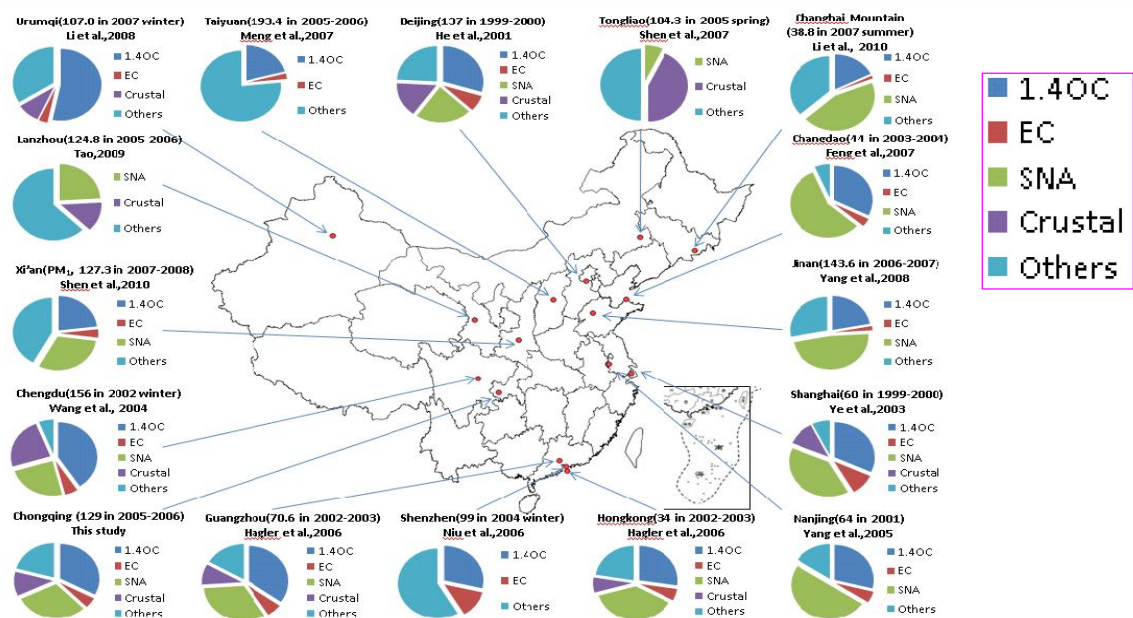 Urumqi(107.0 in 2007 winter)
Li et al.,2008
1.4OC
EC
Crustal
Others
Taiyuan(193.4 in 2005-2006)
Meng et al.,2007
1.4OC
EC
Others
Deijing(137 in 1999-2000)
He et al.,2001
1.4OC
EC
SNA
Crustal
Others
Tongliao(104.3 in 2005 spring)
Shen et al.,2007
SNA
Crustal
Others
Changhai Mountain
(38.8 in 2007 summer)
Li et al., 2010
1.4OC
EC
SNA
Others
1.4OC
EC
SNA
Crustal
Others
Lanzhou(124.8 in 2005-2006)
Tao,2009
SNA
Crustal
Others
Changdao(44 in 2003-2004)
Feng et al.,2007
1.4OC
EC
SNA
Others
Xi'an(PM1, 127.3 in 2007-2008)
Shen et al.,2010
1.4OC
EC
SNA
Others
Jinan(143.6 in 2006-2007)
Yang et al.,2008
1.4OC
EC
SNA
Others
Chengdu(156 in 2002 winter)
Wang et al., 2004
1.4OC
EC
SNA
Crustal
Others
Shanghai(60 in 1999-2000)
Ye et al.,2003
1.4OC
EC
SNA
Crustal
Others
Chongqing (129 in 2005-2006)
This study
1.4OC
EC
SNA
Crustal
Others
Guangzhou(70.6 in 2002-2003)
Hagler et al.,2006
1.4OC
EC
SNA
Crustal
Others
Shenzhen(99 in 2004 winter)
Niu et al.,2006
1.4OC
EC
Others
Hongkong(34 in 2002-2003)
Hagler et al.,2006
1.4OC
EC
SNA
Crustal
Others
Nanjing(64 in 2001)
Yang et al.,2005
1.4OC
EC
SNA
Others